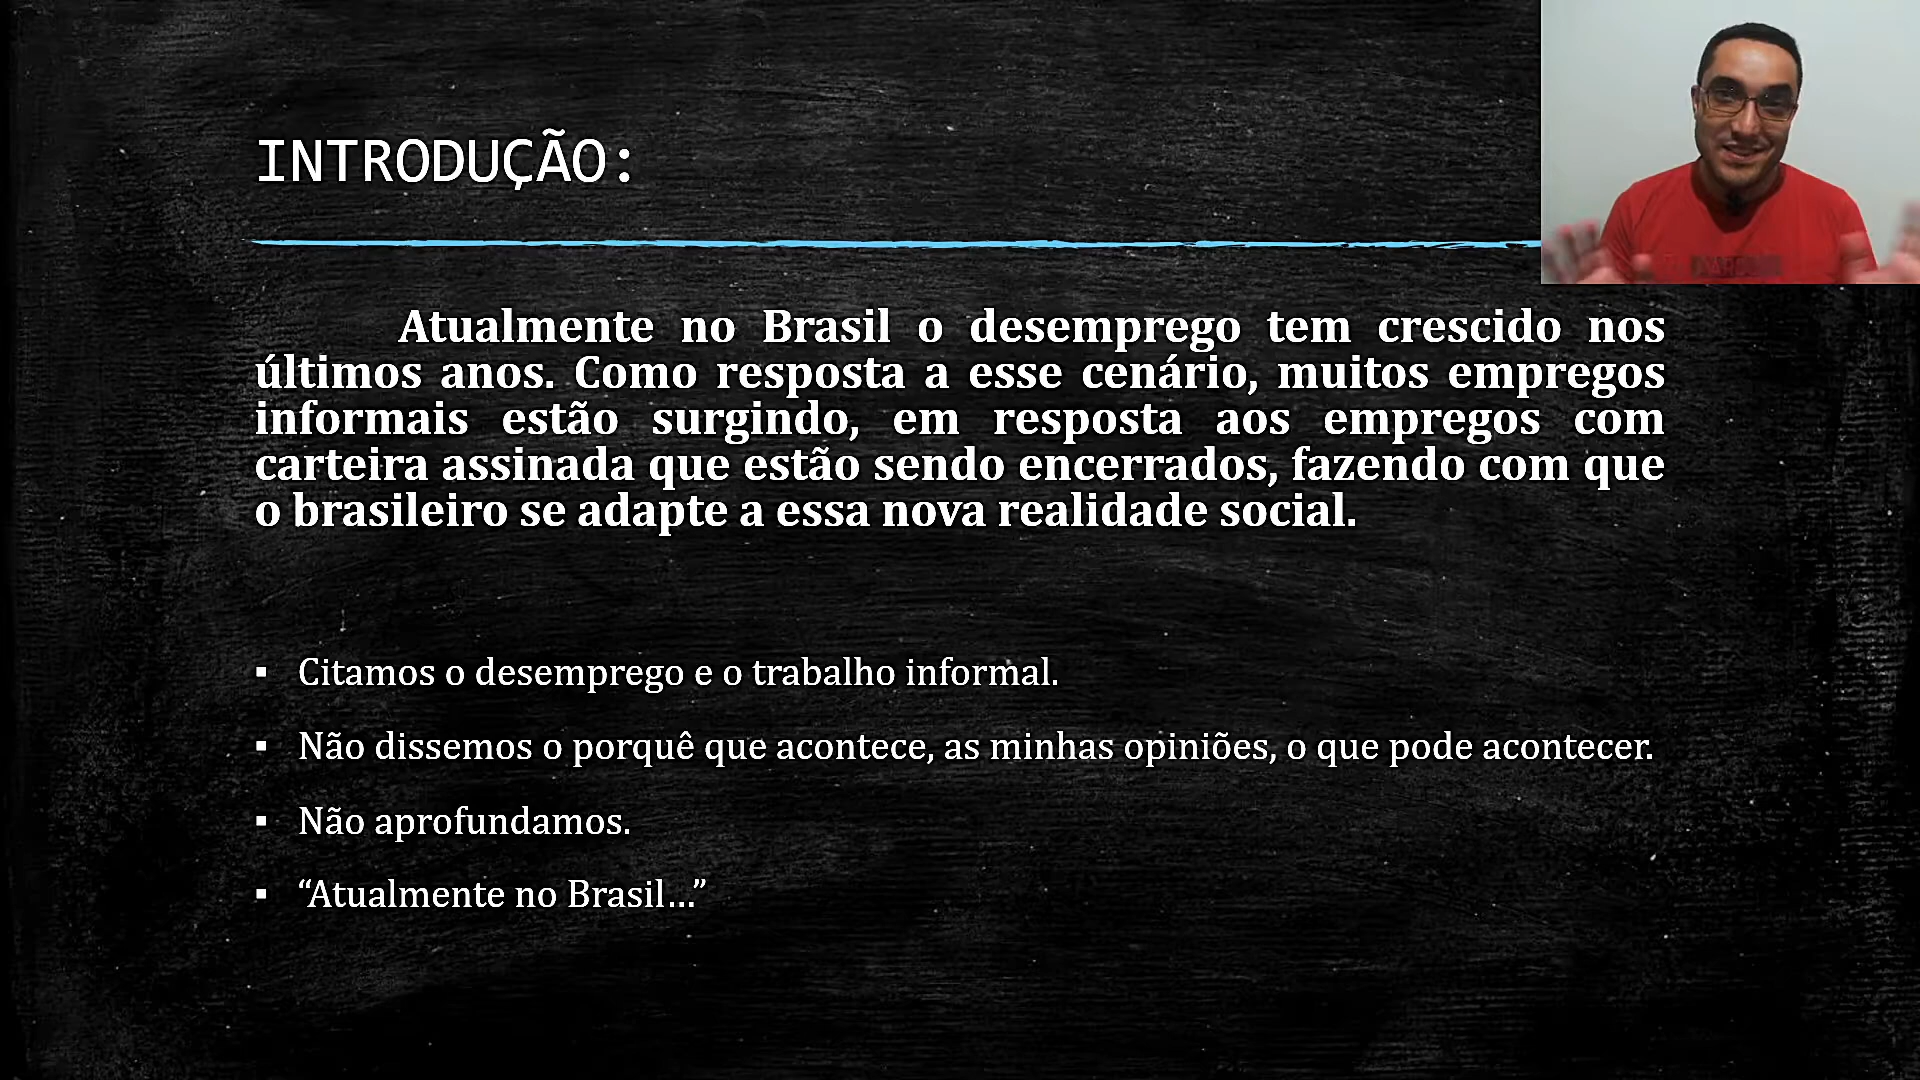 INTRODUÇÃO:
Atualmente no Brasil o desemprego tem crescido nos
últimos anos. Como resposta a esse cenário, muitos empregos
informais estão surgindo, em resposta aos empregos com
carteira assinada que estão sendo encerrados, fazendo com que
o brasileiro se adapte a essa nova realidade social.
▪ Citamos o desemprego e o trabalho informal.
▪ Não dissemos o porquê que acontece, as minhas opiniões, o que pode acontecer.
▪ Não aprofundamos.
▪ “Atualmente no Brasil...”